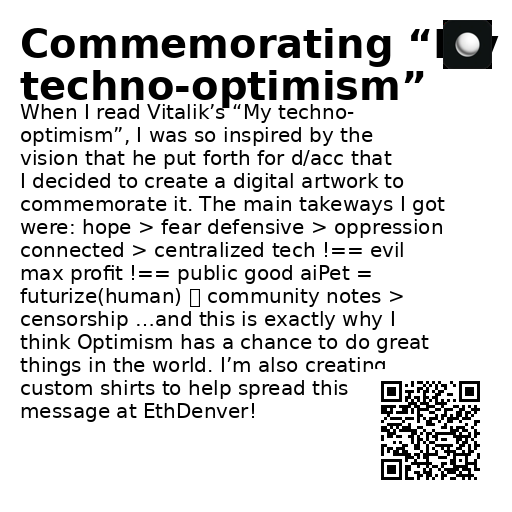 Commemorating “My
techno-optimism”
When I read Vitalik’s “My techno-
optimism”, I was so inspired by the
vision that he put forth for d/acc that
I decided to create a digital artwork to
commemorate it. The main takeways I got
were: hope > fear defensive > oppression
connected > centralized tech !== evil
max profit !== public good aiPet =
futurize(human) ▯ community notes >
censorship …and this is exactly why I
think Optimism has a chance to do great
things in the world. I’m also creating
custom shirts to help spread this
message at EthDenver!